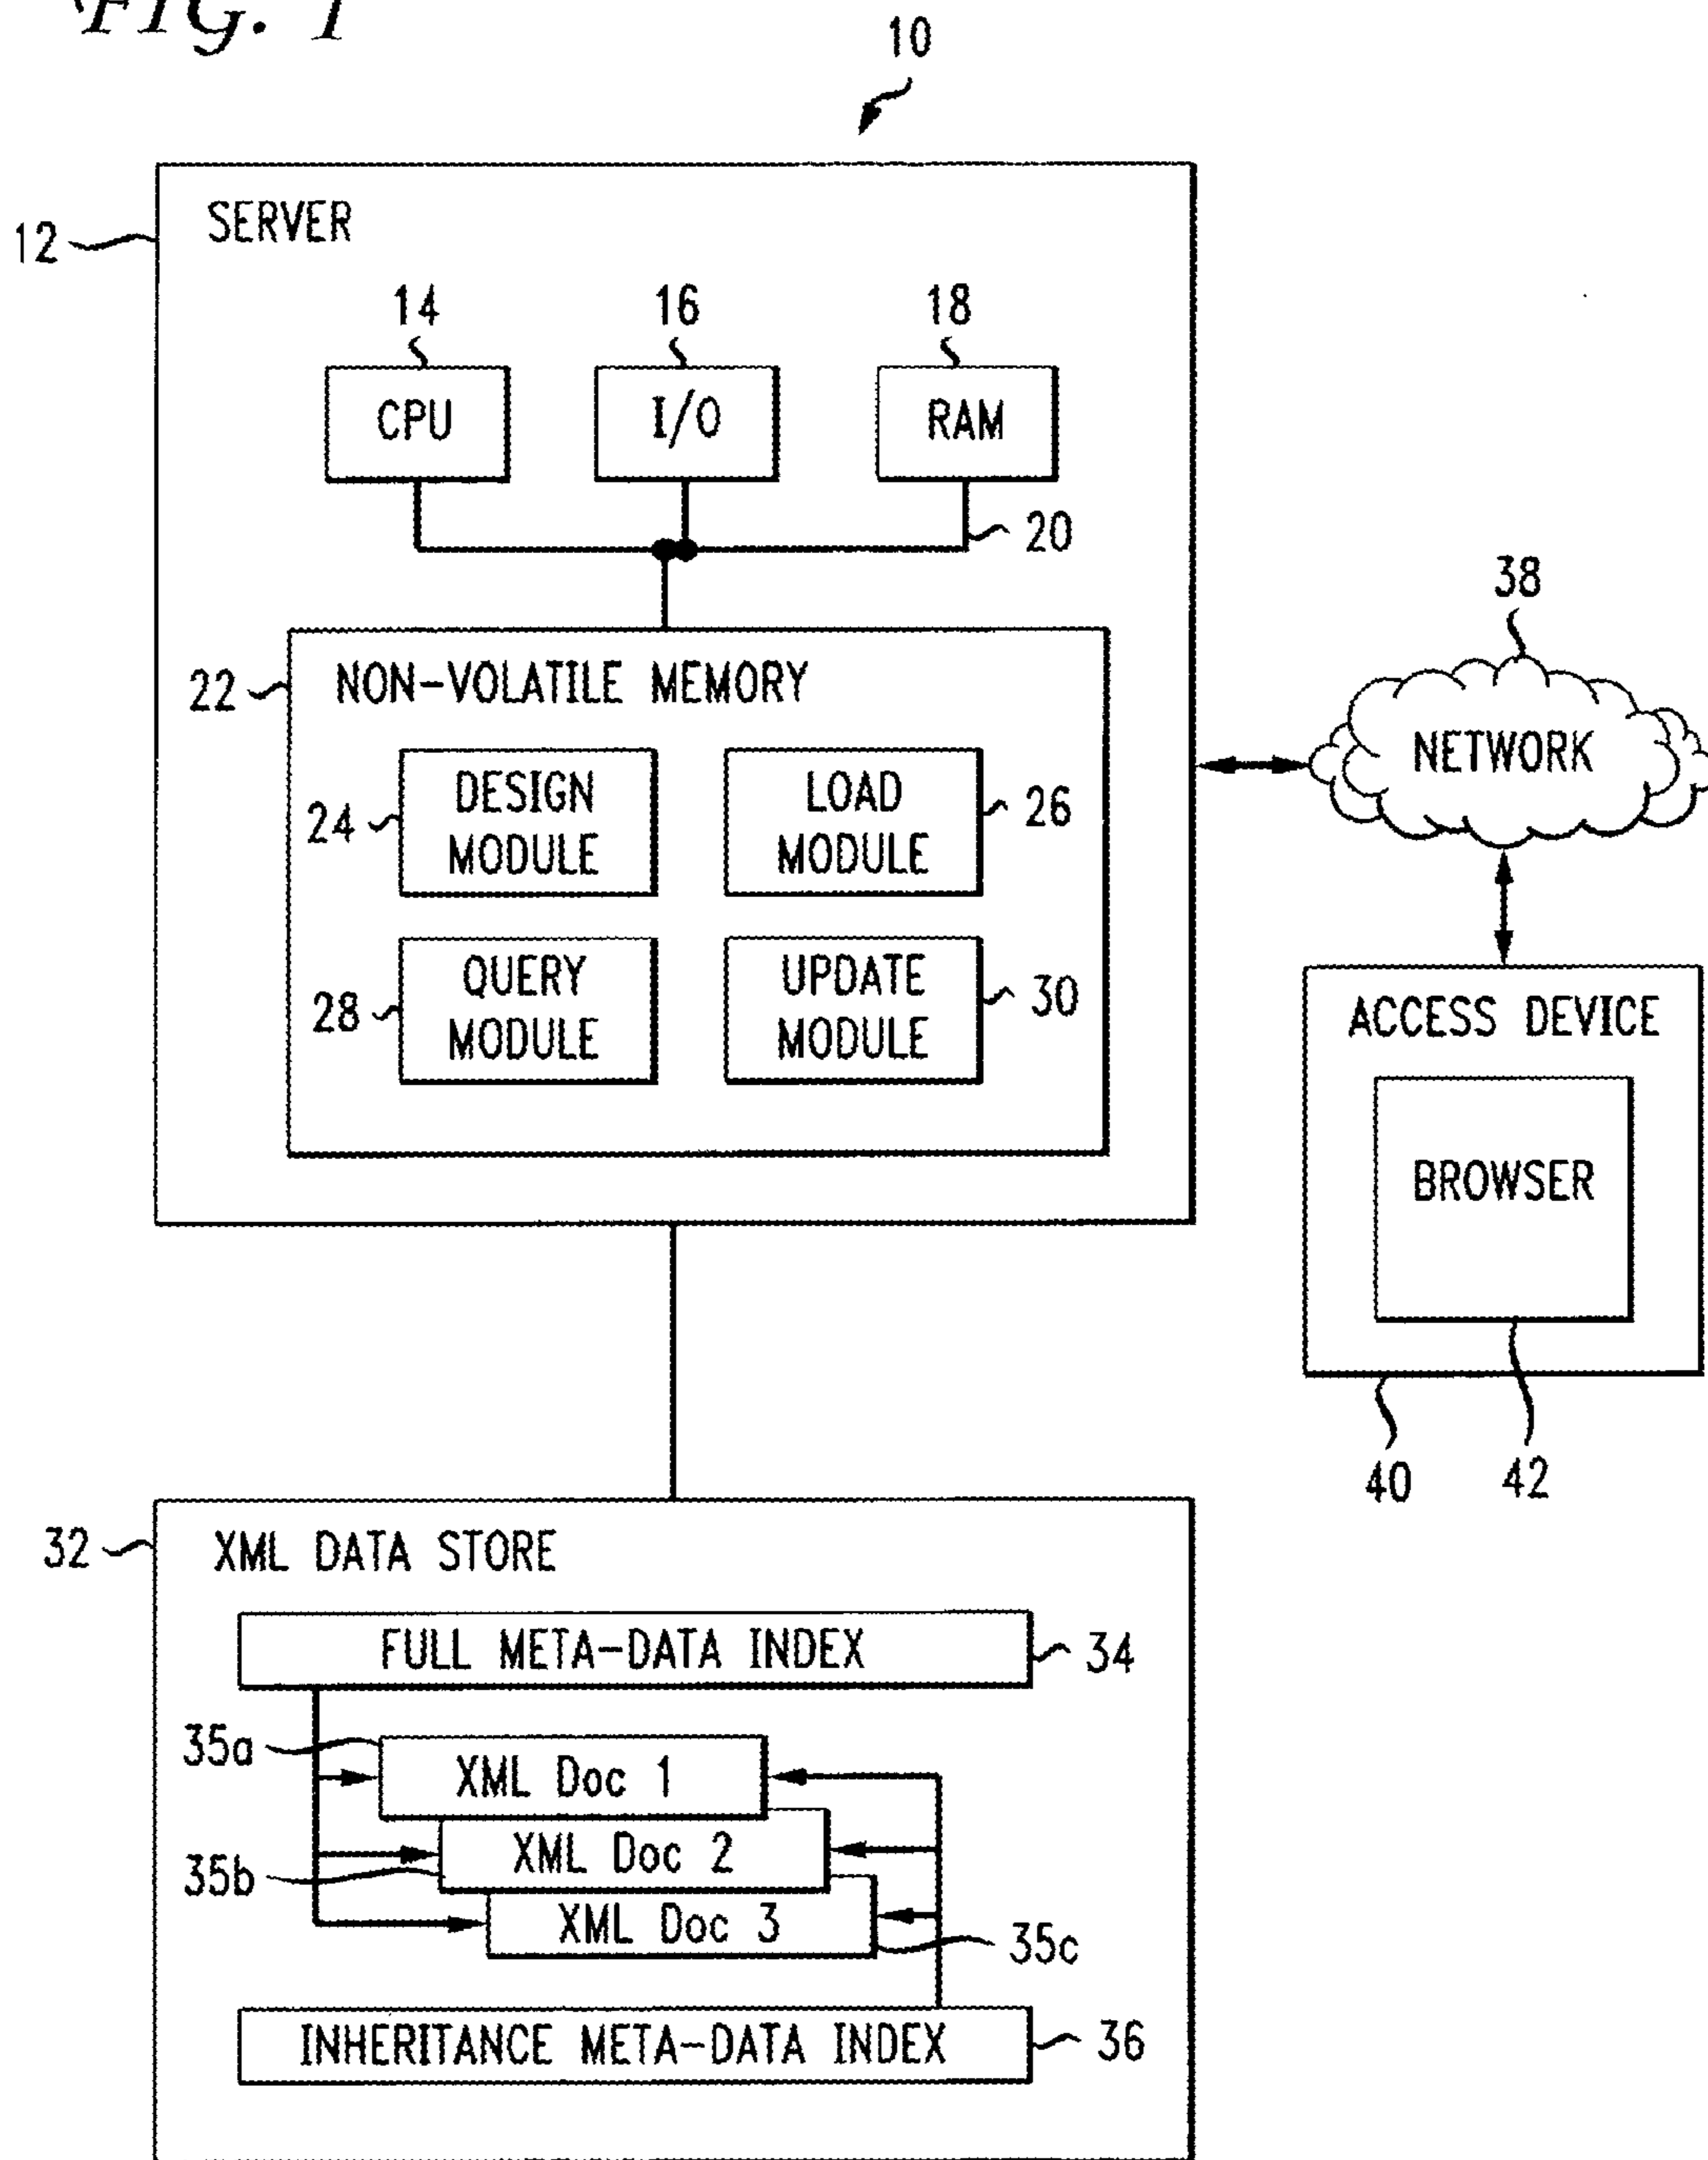 FIG. 1
10
12
SERVER
14
16
18
CPU
I/O
RAM
20
22
NON-VOLATILE MEMORY
24
DESIGN
MODULE
LOAD
MODULE
26
28
QUERY
MODULE
UPDATE
MODULE
30
38
NETWORK
ACCESS DEVICE
BROWSER
40
42
32
XML DATA STORE
FULL META-DATA INDEX
34
35a
XML Doc 1
35b
XML Doc 2
XML Doc 3
35c
INHERITANCE META-DATA INDEX
36